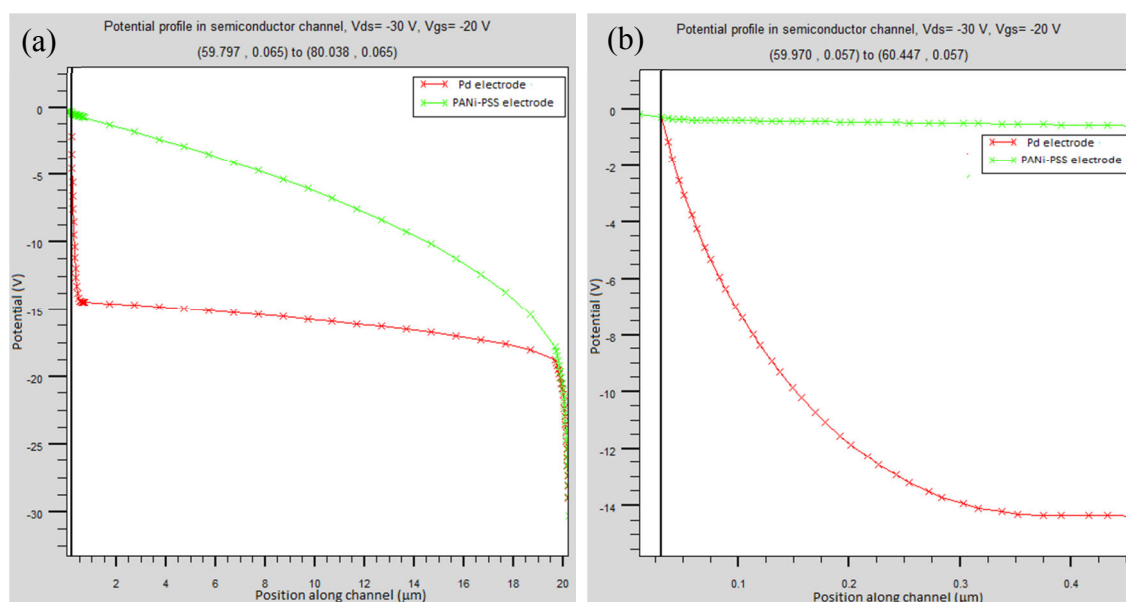 (a)
Potential profile in semiconductor channel, Vds= -30 V, Vgs= -20 V
(59.797 , 0.065) to (80.038 , 0.065)
Pd electrode
PANi-PSS electrode
Potential (V)
0
-5
-10
-15
-20
-25
-30
2
4
6
8
10
12
14
16
18
20
Position along channel (µm)
(b)
Potential profile in semiconductor channel, Vds= -30 V, Vgs= -20 V
(59.970 , 0.057) to (60.447 , 0.057)
Pd electrode
PANi-PSS electrode
Potential (V)
0
-2
-4
-6
-8
-10
-12
-14
0.1
0.2
0.3
0.4
Position along channel (µm)